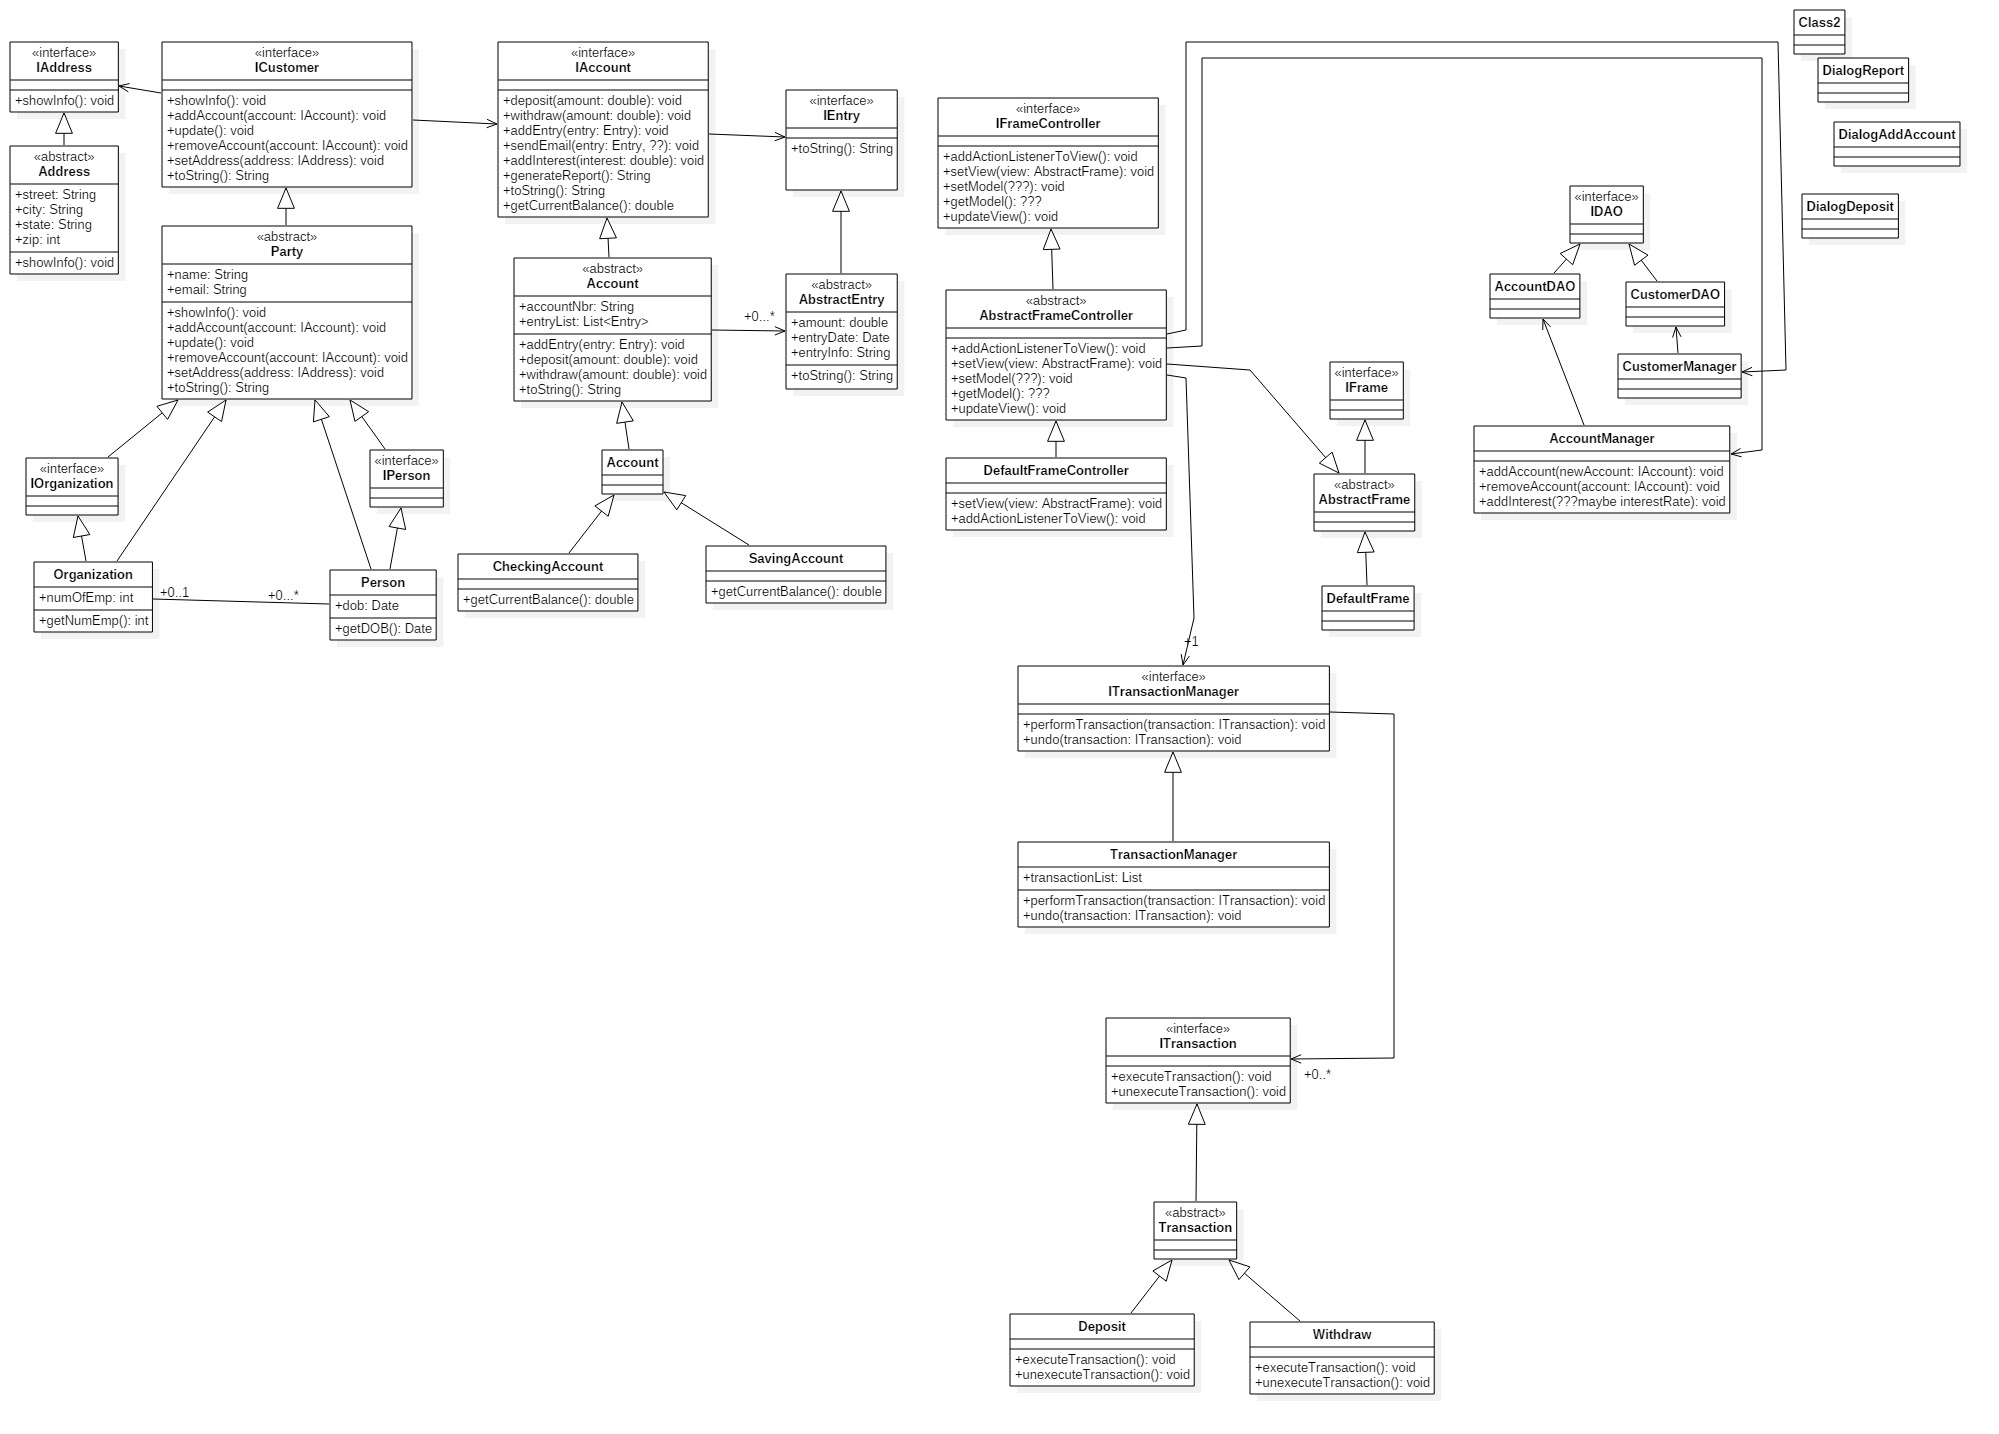 «interface»
IAddress
+showInfo(): void
«abstract»
Address
+street: String
+city: String
+state: String
+zip: int
+showInfo(): void
«interface»
ICustomer
+showInfo(): void
+addAccount(account: IAccount): void
+update(): void
+removeAccount(account: IAccount): void
+setAddress(address: IAddress): void
+toString(): String
«abstract»
Party
+name: String
+email: String
+showInfo(): void
+addAccount(account: IAccount): void
+update(): void
+removeAccount(account: IAccount): void
+setAddress(address: IAddress): void
+toString(): String
«interface»
IOrganization
«interface»
IPerson
Organization
+numOfEmp: int
+getNumEmp(): int
+0..1
+0...*
Person
+dob: Date
+getDOB(): Date
«interface»
IAccount
+deposit(amount: double): void
+withdraw(amount: double): void
+addEntry(entry: Entry): void
+sendEmail(entry: Entry, ??): void
+addInterest(interest: double): void
+generateReport(): String
+toString(): String
+getCurrentBalance(): double
«abstract»
Account
+accountNbr: String
+entryList: List<Entry>
+addEntry(entry: Entry): void
+deposit(amount: double): void
+withdraw(amount: double): void
+toString(): String
+0...*
Account
CheckingAccount
+getCurrentBalance(): double
SavingAccount
+getCurrentBalance(): double
«interface»
IEntry
+toString(): String
«abstract»
AbstractEntry
+amount: double
+entryDate: Date
+entryInfo: String
+toString(): String
«interface»
IFrameController
+addActionListenerToView(): void
+setView(view: AbstractFrame): void
+setModel(???): void
+getModel(): ???
+updateView(): void
«abstract»
AbstractFrameController
+addActionListenerToView(): void
+setView(view: AbstractFrame): void
+setModel(???): void
+getModel(): ???
+updateView(): void
DefaultFrameController
+setView(view: AbstractFrame): void
+addActionListenerToView(): void
«interface»
IFrame
«abstract»
AbstractFrame
DefaultFrame
«interface»
IDAO
AccountDAO
CustomerDAO
CustomerManager
AccountManager
+addAccount(newAccount: IAccount): void
+removeAccount(account: IAccount): void
+addInterest(???maybe interestRate): void
Class2
DialogReport
DialogAddAccount
DialogDeposit
+1
«interface»
ITransactionManager
+performTransaction(transaction: ITransaction): void
+undo(transaction: ITransaction): void
TransactionManager
+transactionList: List
+performTransaction(transaction: ITransaction): void
+undo(transaction: ITransaction): void
«interface»
ITransaction
+executeTransaction(): void
+unexecuteTransaction(): void
+0..*
«abstract»
Transaction
Deposit
+executeTransaction(): void
+unexecuteTransaction(): void
Withdraw
+executeTransaction(): void
+unexecuteTransaction(): void